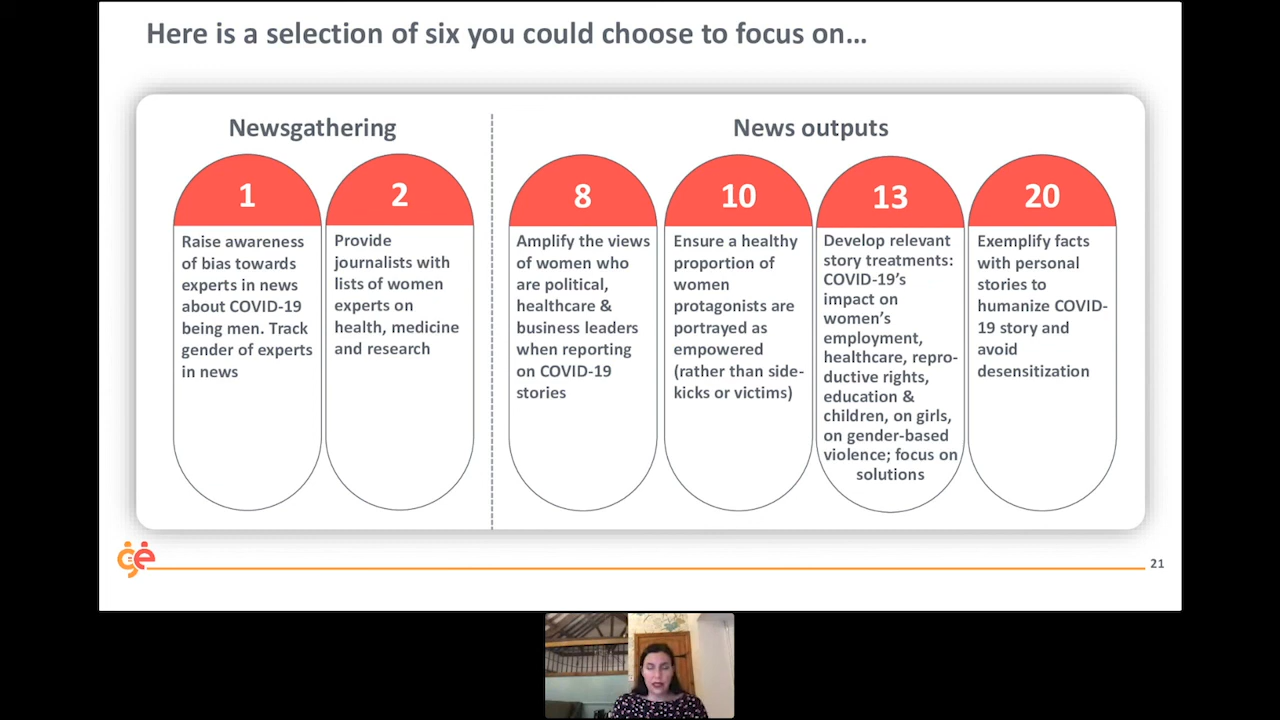 Here is a selection of six you could choose to focus on…
Newsgathering
1
Raise awareness
of bias towards
experts in news
about COVID-19
being men. Track
gender of experts
in news
2
Provide
journalists with
lists of women
experts on
health, medicine
and research
News outputs
8
Amplify the views
of women who
are political,
healthcare &
business leaders
when reporting
on COVID-19
stories
10
Ensure a healthy
proportion of
women
protagonists are
portrayed as
empowered
(rather than side-
kicks or victims)
13
Develop relevant
story treatments:
COVID-19’s
impact on
women’s
employment,
healthcare, repro-
ductive rights,
education &
children, on girls,
on gender-based
violence; focus on
solutions
20
Exemplify facts
with personal
stories to
humanize COVID-
19 story and
avoid
desensitization
ge
21